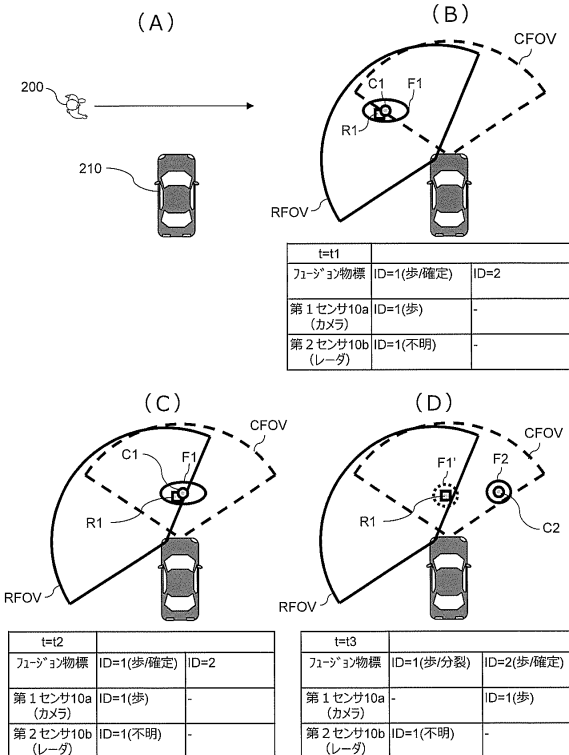 (A)
200
210
(B)
CFOV
C1
F1
R1
RFOV
t=t1
フュージョン物標 ID=1(歩/確定) ID=2
第1センサ10a ID=1(歩) -
(カメラ)
第2センサ10b ID=1(不明) -
(レーダ)
(C)
CFOV
C1
F1
R1
RFOV
t=t2
フュージョン物標 ID=1(歩/確定) ID=2
第1センサ10a ID=1(歩) -
(カメラ)
第2センサ10b ID=1(不明) -
(レーダ)
(D)
CFOV
F1'
F2
R1
C2
RFOV
t=t3
フュージョン物標 ID=1(歩/分裂) ID=2(歩/確定)
第1センサ10a - ID=1(歩)
(カメラ)
第2センサ10b ID=1(不明) -
(レーダ)